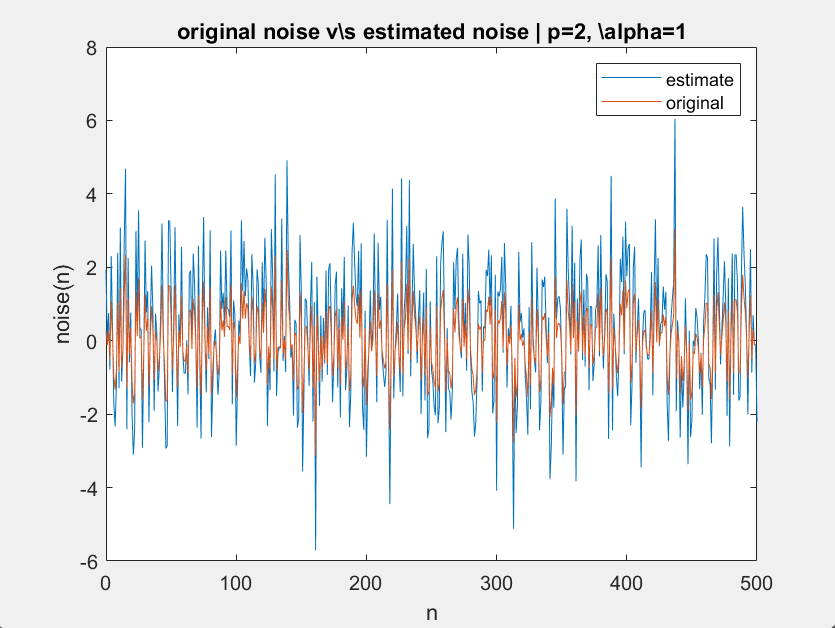 original noise v\s estimated noise | p=2, \alpha=1
estimate
original
8
6
4
2
0
-2
-4
-6
noise(n)
0 100 200 300 400 500
n